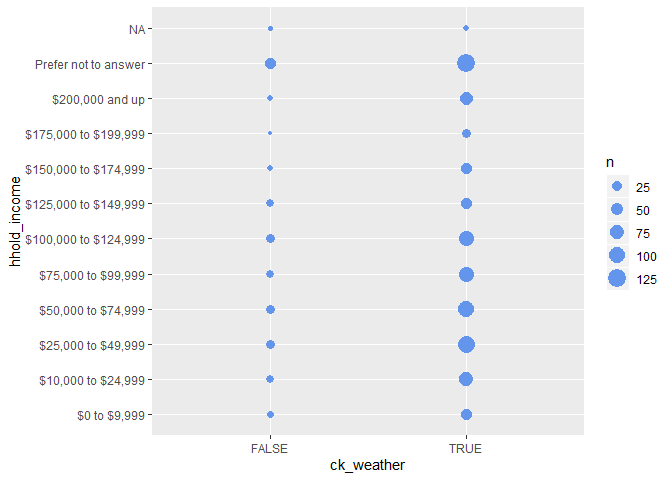 NA
Prefer not to answer
$200,000 and up
$175,000 to $199,999
$150,000 to $174,999
$125,000 to $149,999
$100,000 to $124,999
$75,000 to $99,999
$50,000 to $74,999
$25,000 to $49,999
$10,000 to $24,999
$0 to $9,999
hhold_income
FALSE
TRUE
ck_weather
n
25
50
75
100
125